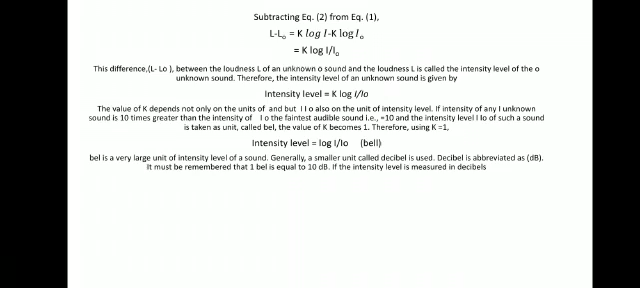 Subtracting Eq. (2) from Eq. (1),
L-Lₒ = K log I-K log Iₒ
= K log I/Iₒ
This difference,(L- Lo ), between the loudness L of an unknown o sound and the loudness L is called the intensity level of the o
unknown sound. Therefore, the intensity level of an unknown sound is given by
Intensity level = K log I/Io
The value of K depends not only on the units of and but I I o also on the unit of intensity level. If intensity of any I unknown
sound is 10 times greater than the intensity of I o the faintest audible sound i.e., =10 and the intensity level I Io of such a sound
is taken as unit, called bel, the value of K becomes 1. Therefore, using K =1,
Intensity level = log I/Io (bell)
bel is a very large unit of intensity level of a sound. Generally, a smaller unit called decibel is used. Decibel is abbreviated as (dB).
It must be remembered that 1 bel is equal to 10 dB. If the intensity level is measured in decibels